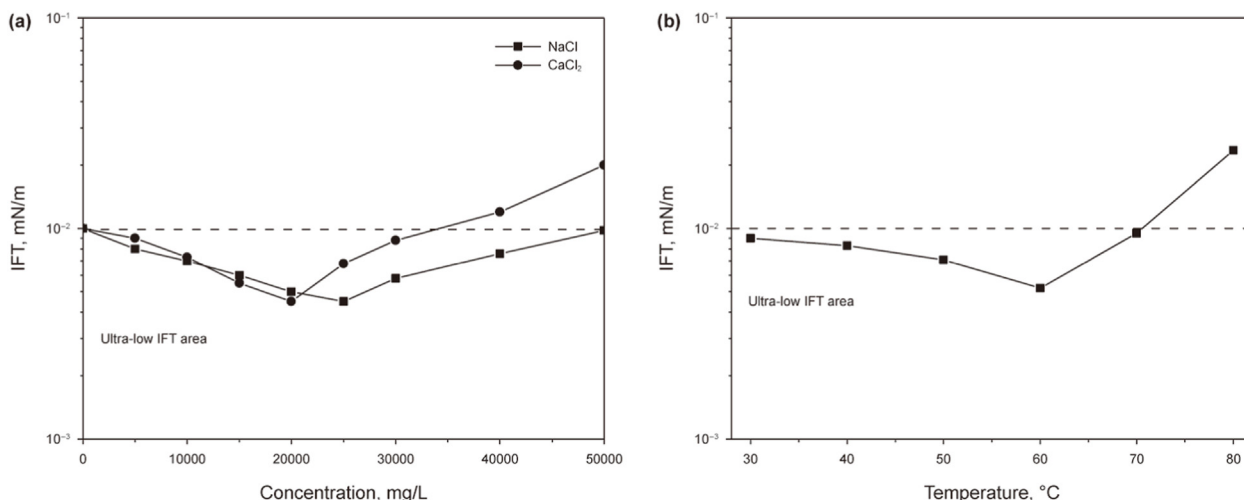 (a)
10⁻¹
NaCl
CaCl₂
IFT, mN/m
10⁻²
Ultra-low IFT area
10⁻³
0 10000 20000 30000 40000 50000
Concentration, mg/L
(b)
10⁻¹
IFT, mN/m
10⁻²
Ultra-low IFT area
10⁻³
30 40 50 60 70 80
Temperature, °C